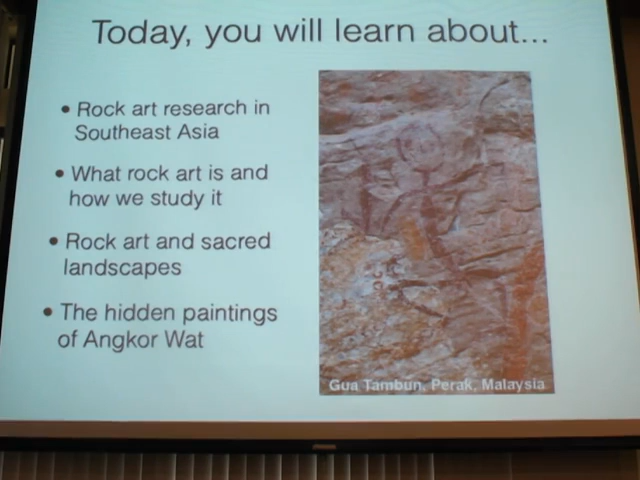 Today, you will learn about...
• Rock art research in
Southeast Asia
• What rock art is and
how we study it
• Rock art and sacred
landscapes
• The hidden paintings
of Angkor Wat
Gua Tambun, Perak, Malaysia